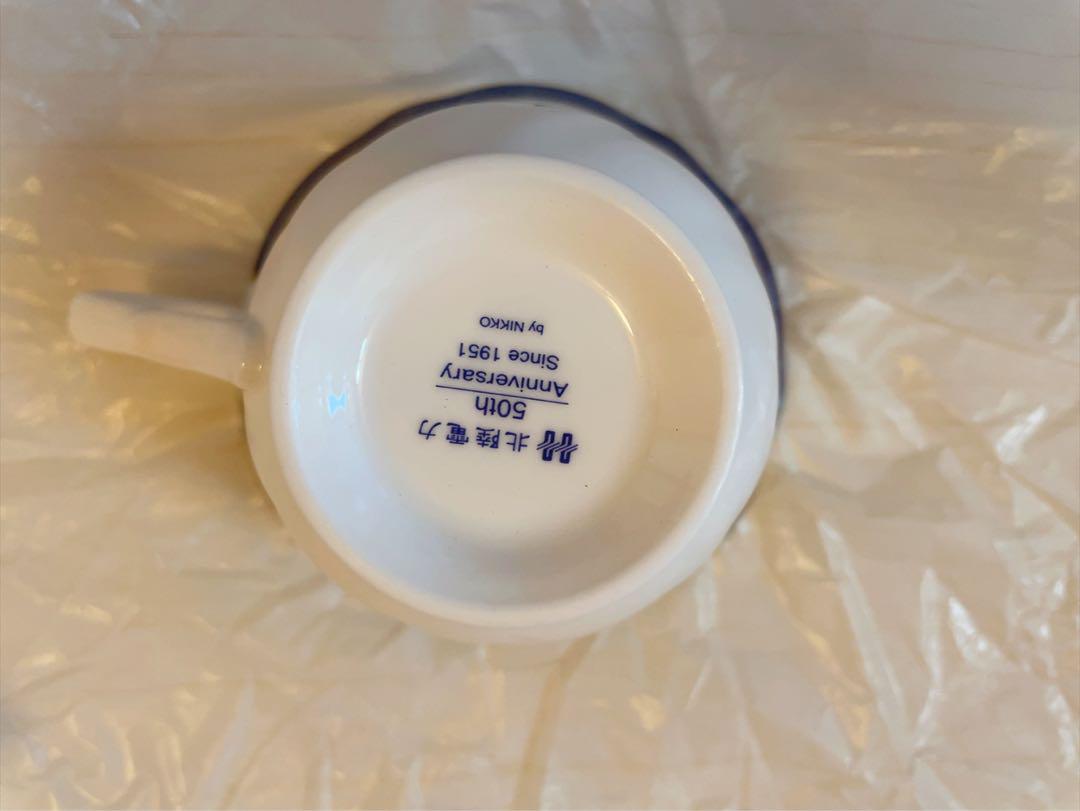 北陸電力
50th
Anniversary
Since 1951
by NIKKO